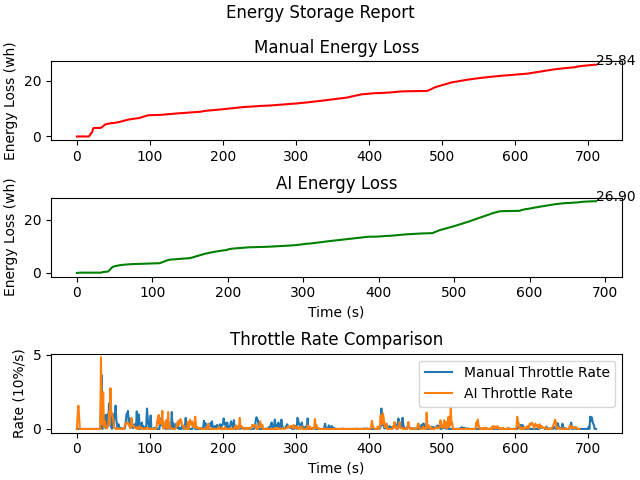 Energy Storage Report
Manual Energy Loss
Energy Loss (wh)
20
0
25.84
0 100 200 300 400 500 600 700
AI Energy Loss
Energy Loss (wh)
20
0
26.90
0 100 200 300 400 500 600 700
Time (s)
Throttle Rate Comparison
Rate (10%/s)
5
0
Manual Throttle Rate
AI Throttle Rate
0 100 200 300 400 500 600 700
Time (s)